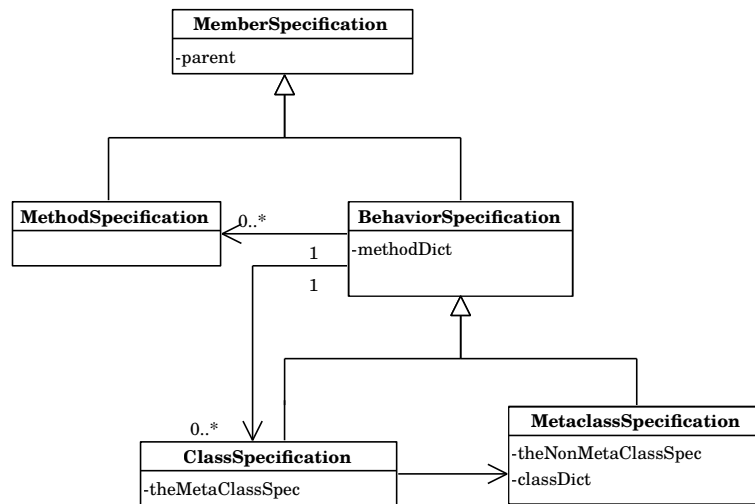 MemberSpecification
-parent
MethodSpecification
0..*
BehaviorSpecification
-methodDict
1
1
0..*
ClassSpecification
-theMetaClassSpec
MetaclassSpecification
-theNonMetaClassSpec
-classDict